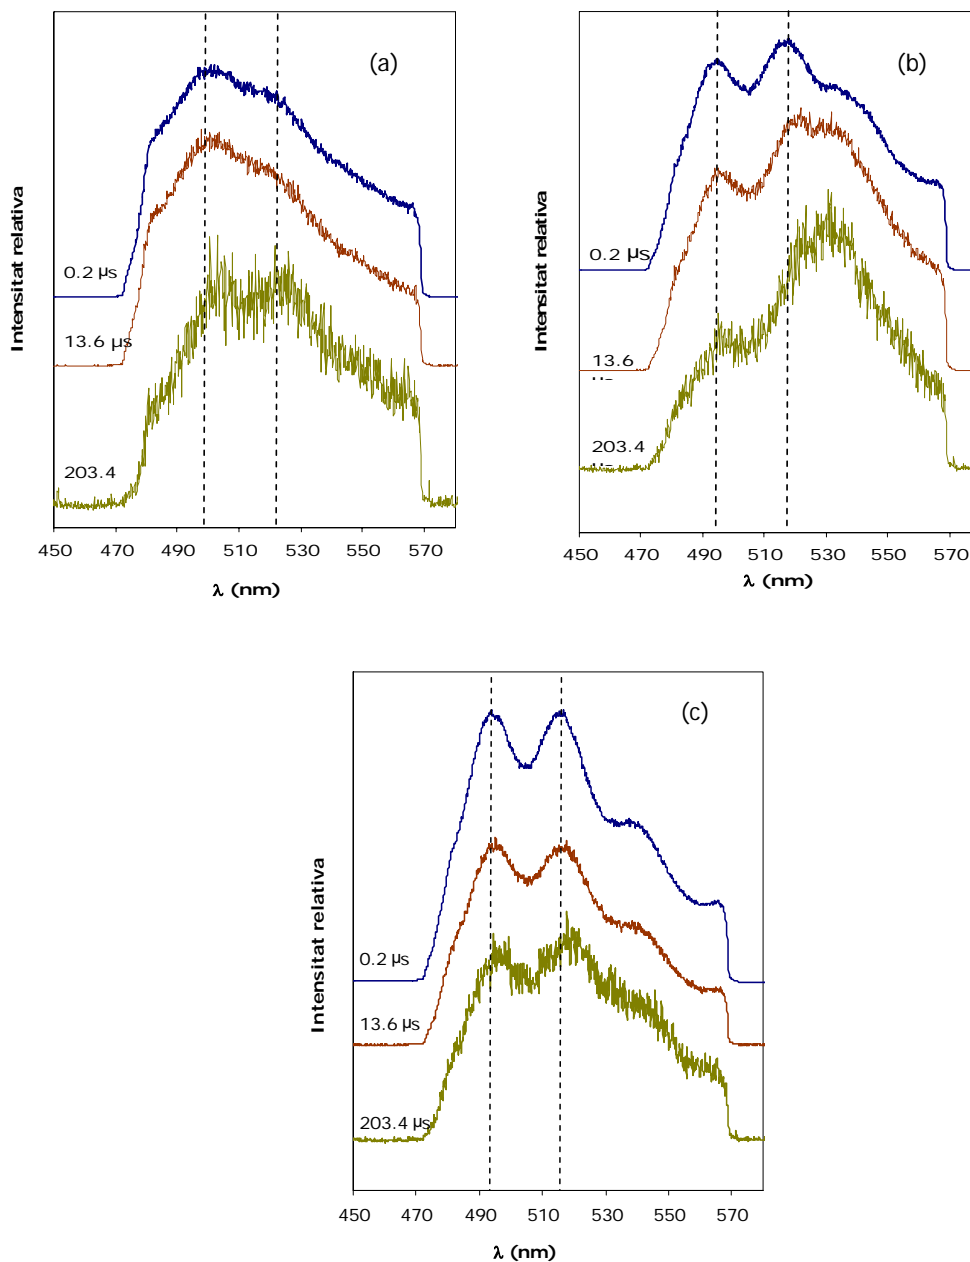 (a)
Intensitat relativa
0.2 µs
13.6 µs
203.4
450 470 490 510 530 550 570
λ (nm)
(b)
Intensitat relativa
0.2 µs
13.6
203.4
450 470 490 510 530 550 570
λ (nm)
(c)
Intensitat relativa
0.2 µs
13.6 µs
203.4 µs
450 470 490 510 530 550 570
λ (nm)